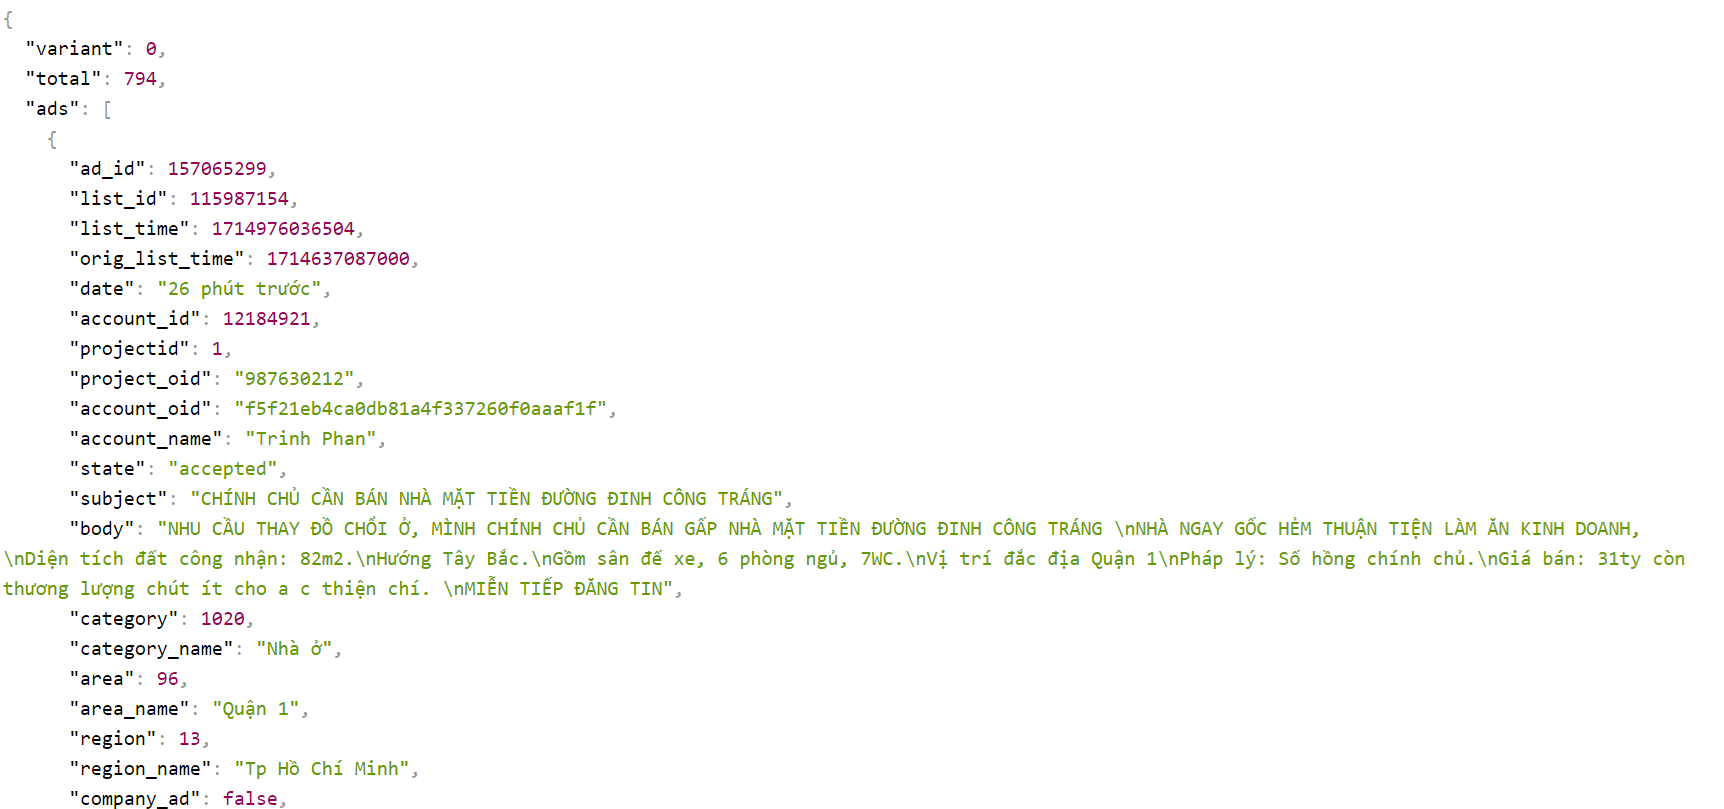 {
"variant": 0,
"total": 794,
"ads": [
{
"ad_id": 157065299,
"list_id": 115987154,
"list_time": 1714976036504,
"orig_list_time": 1714637087000,
"date": "26 phút trước",
"account_id": 12184921,
"projectid": 1,
"project_oid": "987630212",
"account_oid": "f5f21eb4ca0db81a4f337260f0aaaf1f",
"account_name": "Trinh Phan",
"state": "accepted",
"subject": "CHÍNH CHỦ CẦN BÁN NHÀ MẶT TIỀN ĐƯỜNG ĐINH CÔNG TRÁNG",
"body": "NHU CẦU THAY ĐỒ CHỔI Ở, MÌNH CHÍNH CHỦ CẦN BÁN GẤP NHÀ MẶT TIỀN ĐƯỜNG ĐINH CÔNG TRÁNG \nNHÀ NGAY GỐC HẺM THUẬN TIỆN LÀM ĂN KINH DOANH,
\nDiện tích đất công nhận: 82m2.\nHướng Tây Bắc.\nGồm sân đế xe, 6 phòng ngủ, 7WC.\nVị trí đắc địa Quận 1\nPháp lý: Số hồng chính chủ.\nGiá bán: 31ty còn
thương lượng chút ít cho a c thiện chí. \nMIỄN TIẾP ĐĂNG TIN",
"category": 1020,
"category_name": "Nhà ở",
"area": 96,
"area_name": "Quận 1",
"region": 13,
"region_name": "Tp Hồ Chí Minh",
"company_ad": false,